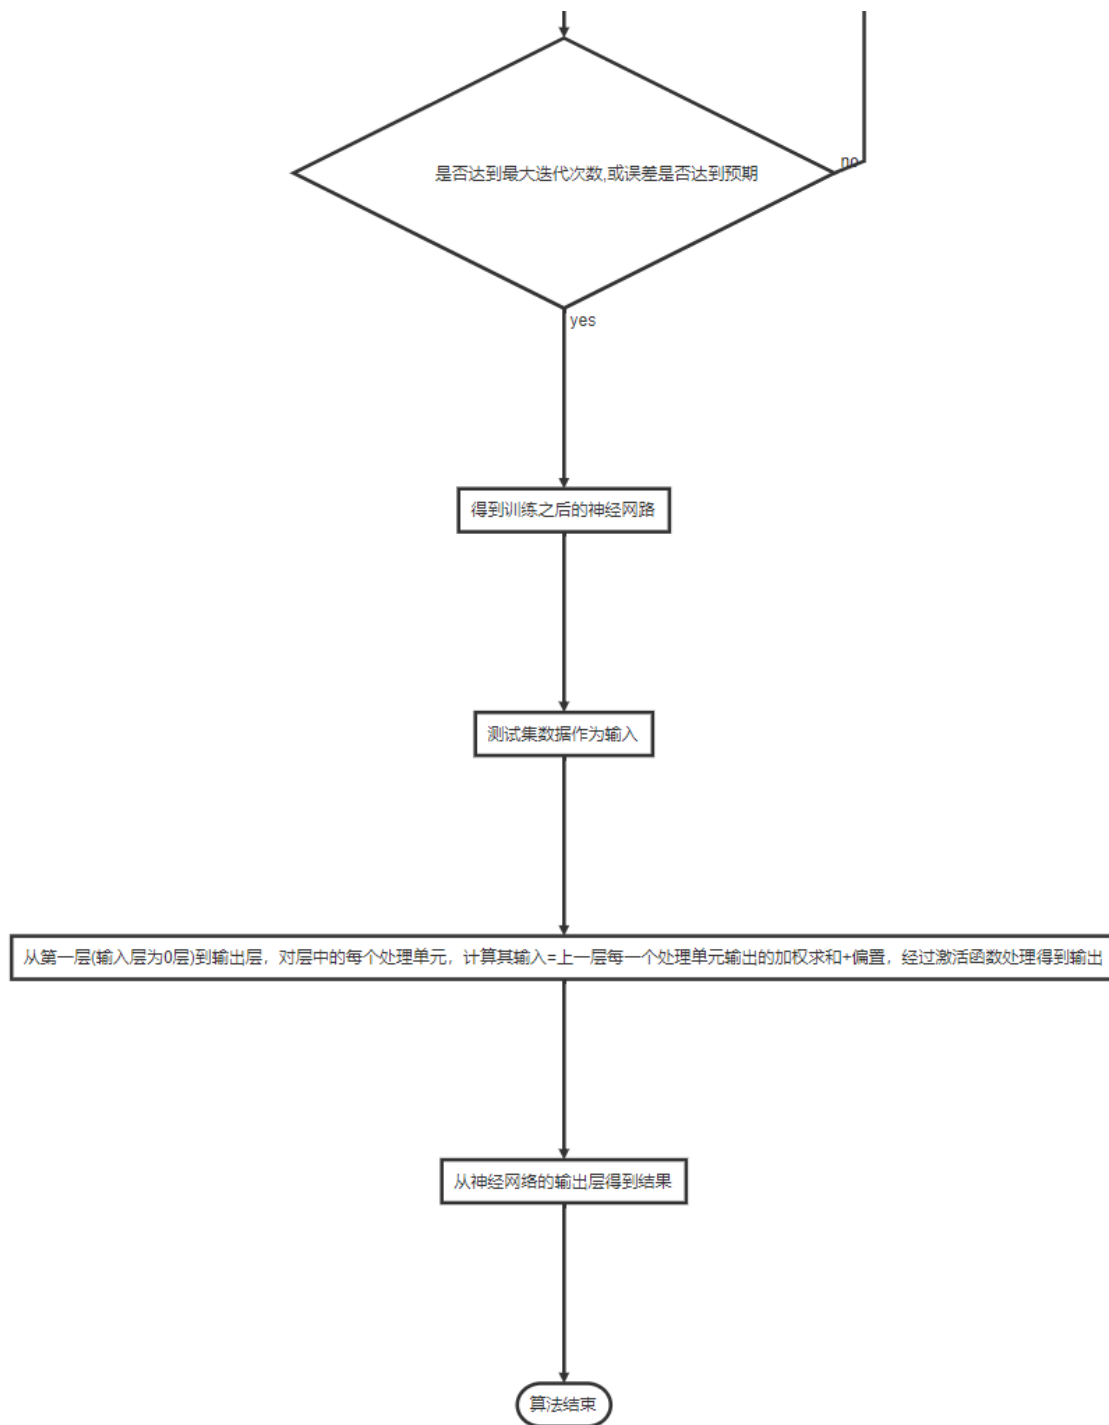 是否达到最大迭代次数,或误差是否达到预期
no
yes
得到训练之后的神经网路
测试集数据作为输入
从第一层(输入层为0层)到输出层，对层中的每个处理单元，计算其输入=上一层每一个处理单元输出的加权求和+偏置，经过激活函数处理得到输出
从神经网络的输出层得到结果
算法结束